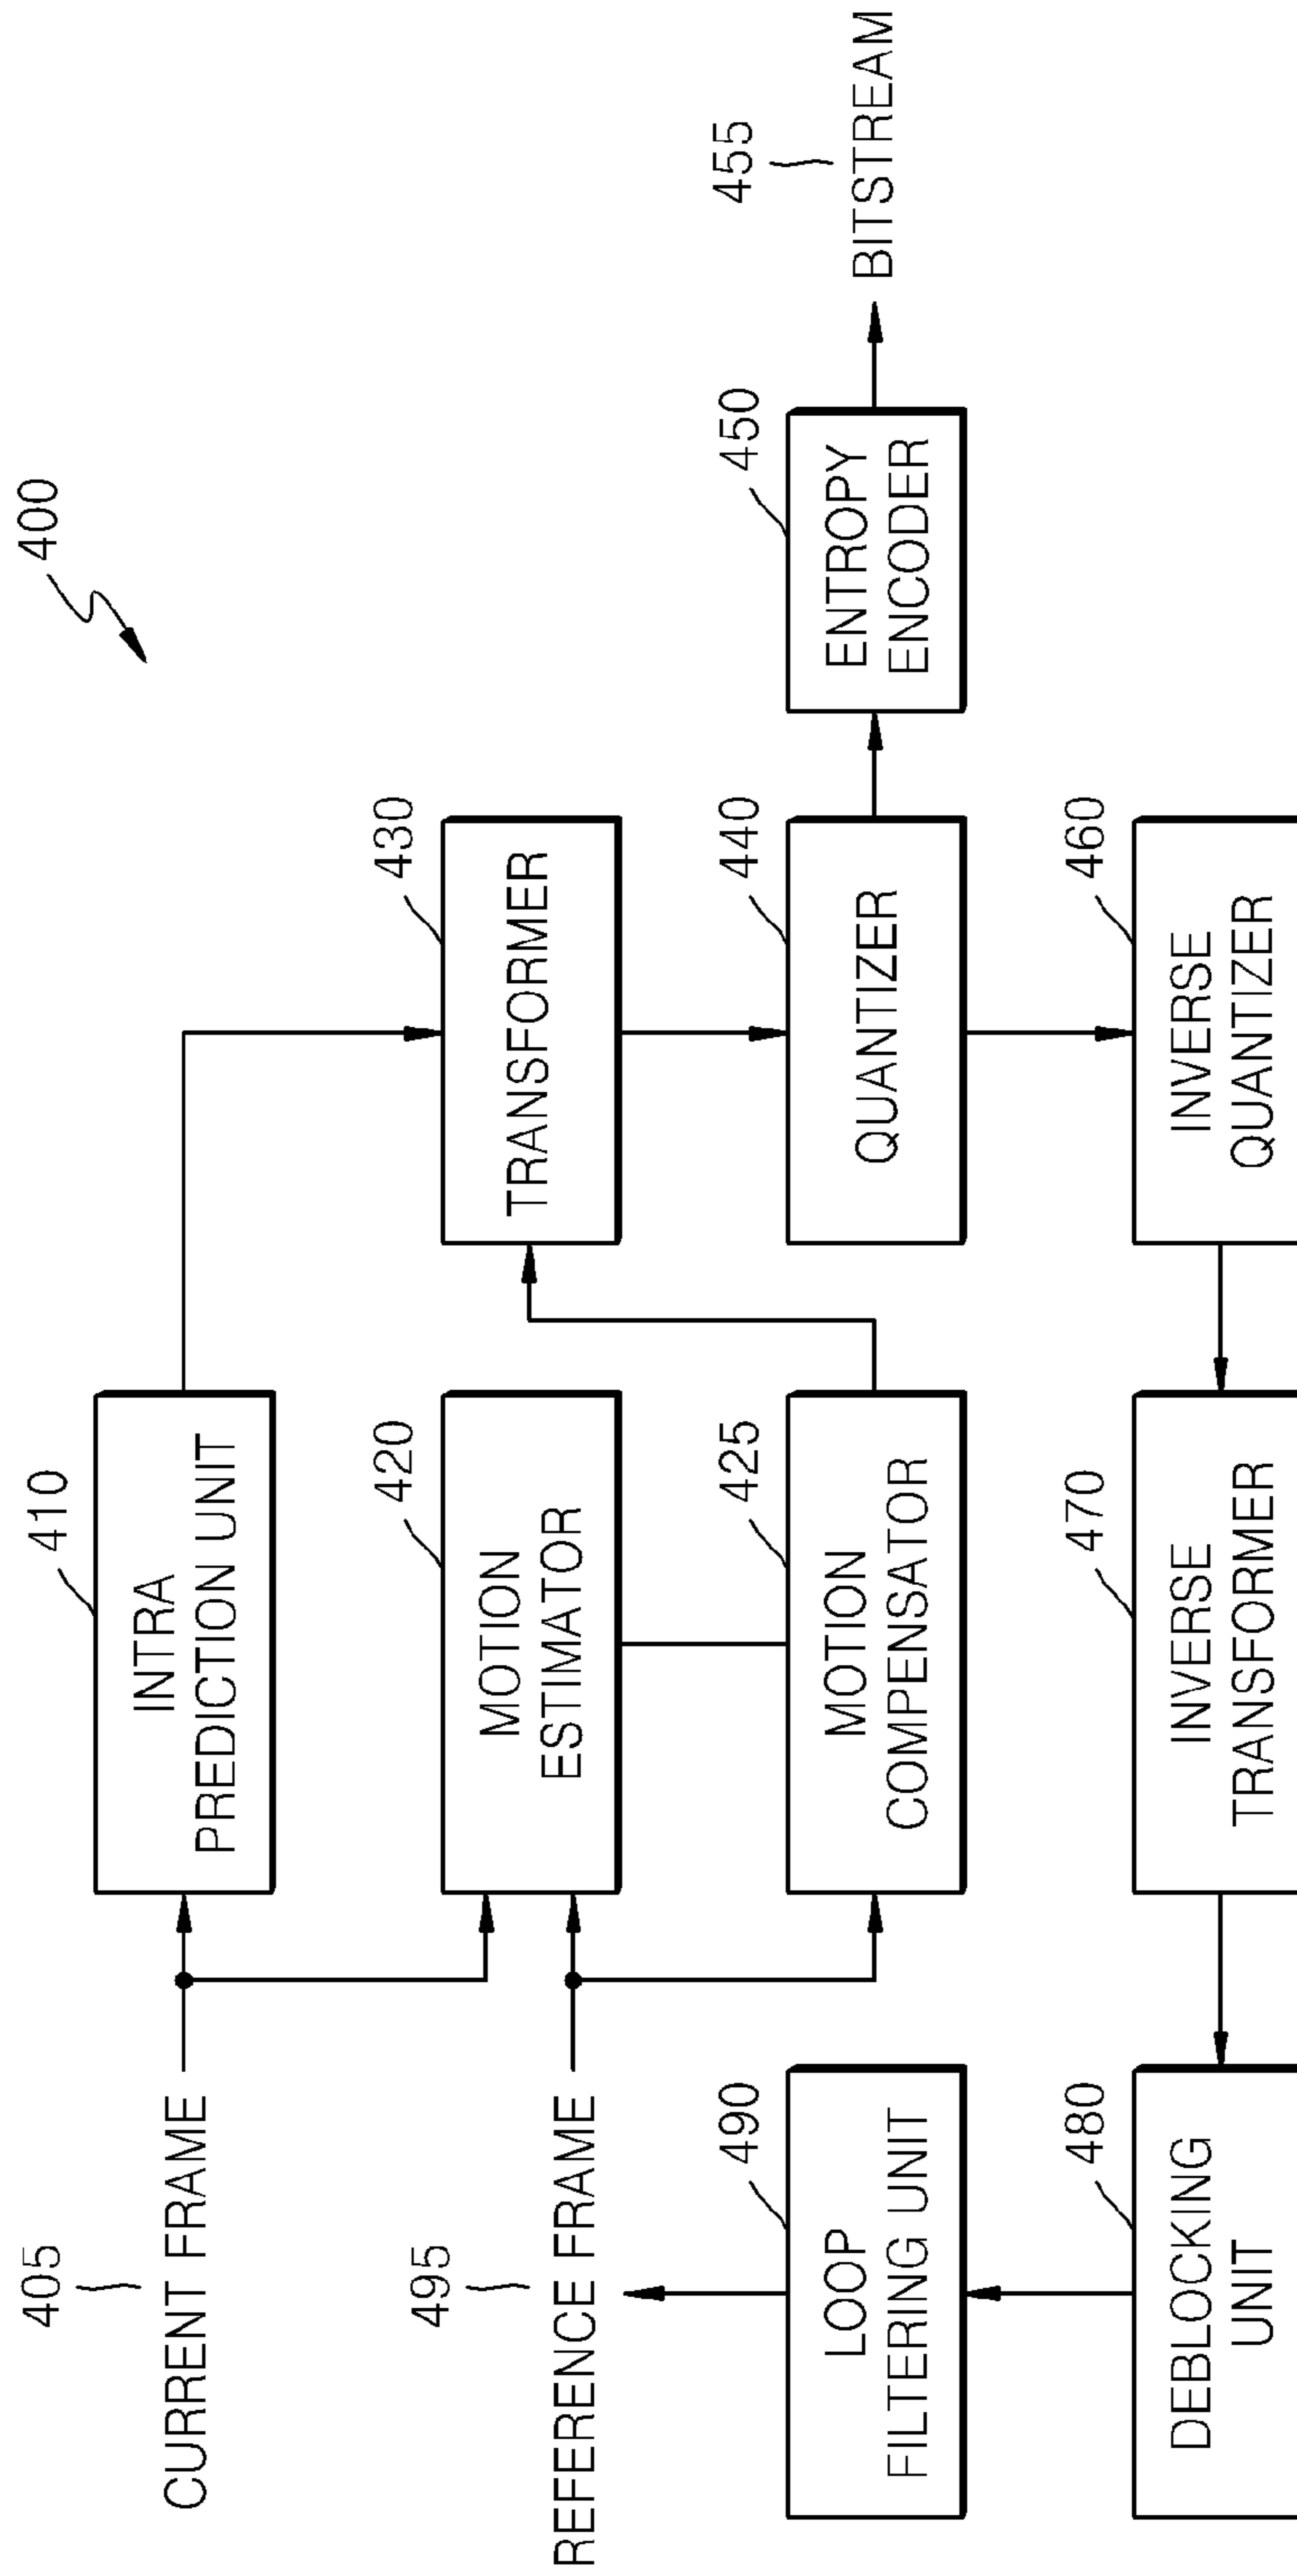 400
405
CURRENT FRAME
410
INTRA
PREDICTION UNIT
495
REFERENCE FRAME
420
MOTION
ESTIMATOR
430
TRANSFORMER
490
LOOP
FILTERING UNIT
425
MOTION
COMPENSATOR
440
QUANTIZER
450
ENTROPY
ENCODER
455
BITSTREAM
480
DEBLOCKING
UNIT
470
INVERSE
TRANSFORMER
460
INVERSE
QUANTIZER